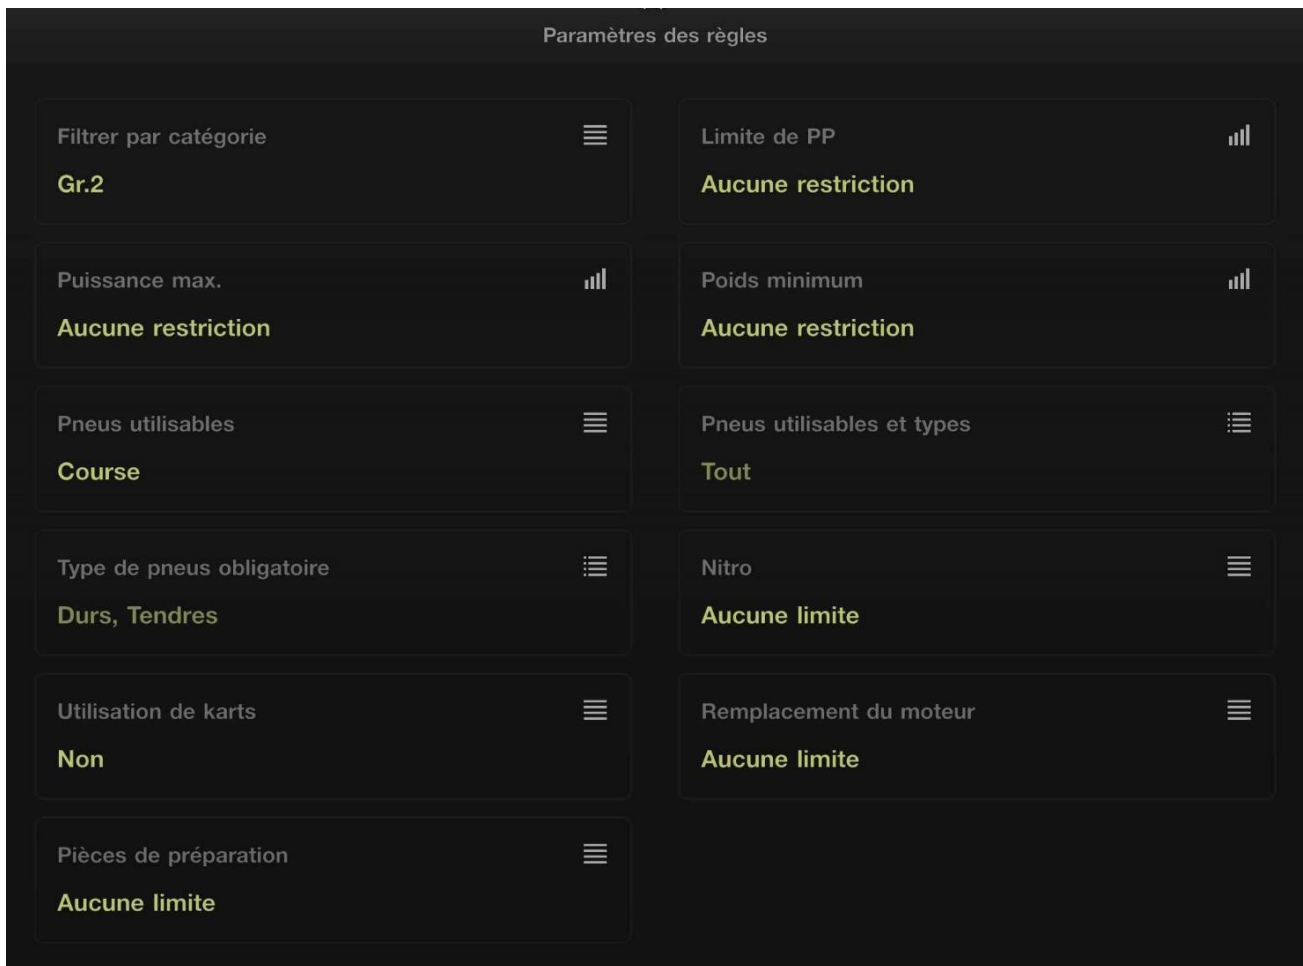 Paramètres des règles
Filtrer par catégorie
Gr.2
Limite de PP
Aucune restriction
Puissance max.
Aucune restriction
Poids minimum
Aucune restriction
Pneus utilisables
Course
Pneus utilisables et types
Tout
Type de pneus obligatoire
Durs, Tendres
Nitro
Aucune limite
Utilisation de karts
Non
Remplacement du moteur
Aucune limite
Pièces de préparation
Aucune limite